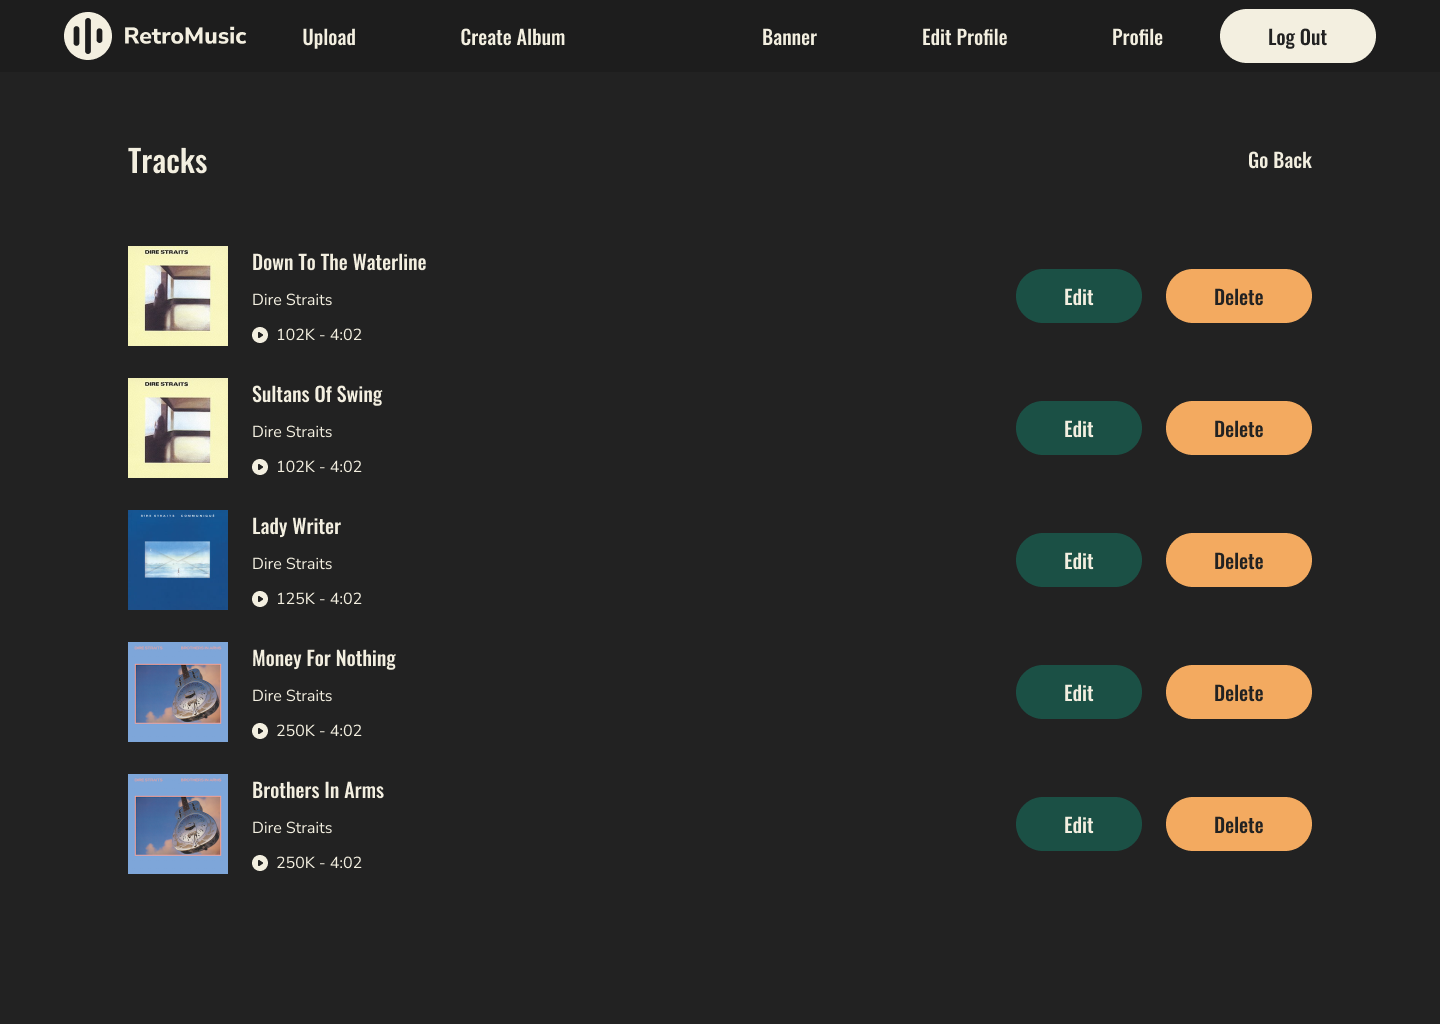 RetroMusic Upload Create Album Banner Edit Profile Profile Log Out
Tracks Go Back
DIRE STRAITS
Down To The Waterline
Dire Straits
102K - 4:02
Edit Delete
DIRE STRAITS
Sultans Of Swing
Dire Straits
102K - 4:02
Edit Delete
DIRE STRAITS COMMUNIQUÉ
Lady Writer
Dire Straits
125K - 4:02
Edit Delete
Money For Nothing
Dire Straits
250K - 4:02
Edit Delete
Brothers In Arms
Dire Straits
250K - 4:02
Edit Delete